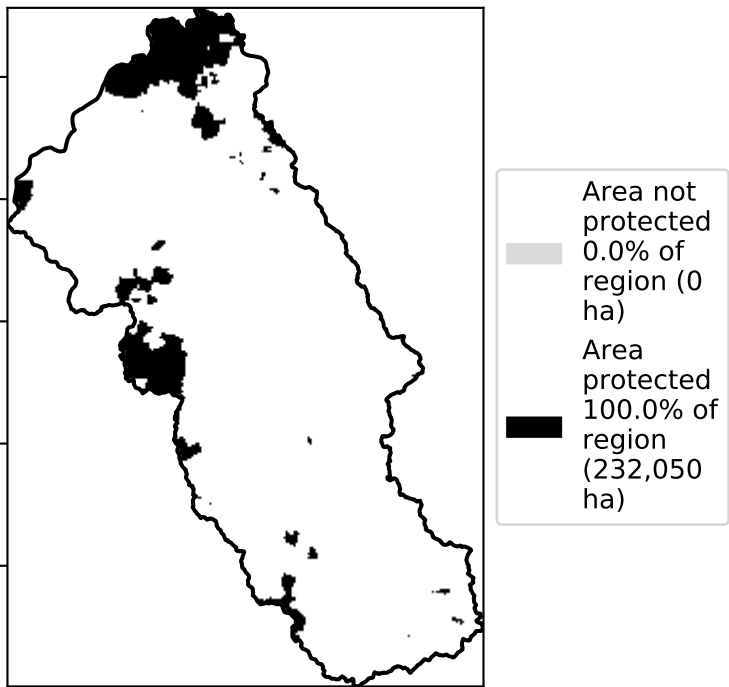 Area not
protected
0.0% of
region (0
ha)
Area
protected
100.0% of
region
(232,050
ha)